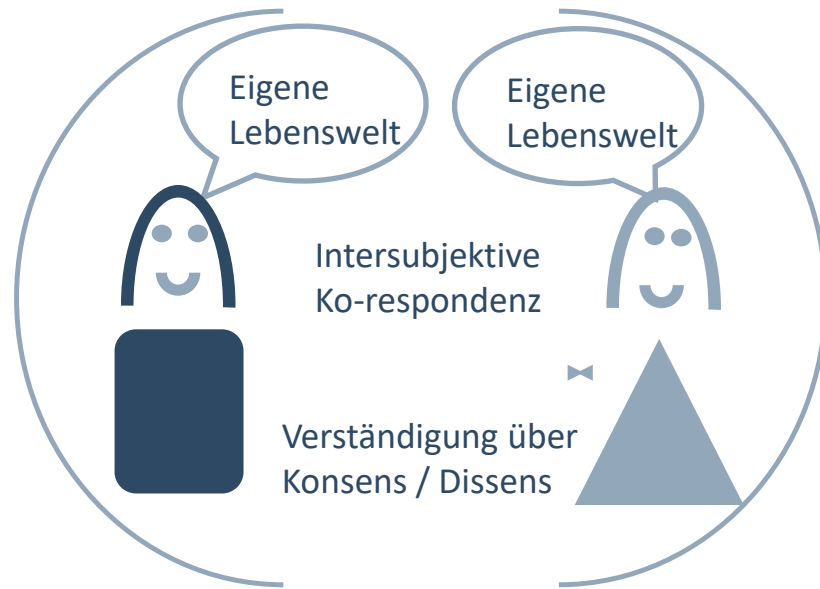 Eigene
Lebenswelt
Eigene
Lebenswelt
Intersubjektive
Ko-respondenz
Verständigung über
Konsens / Dissens